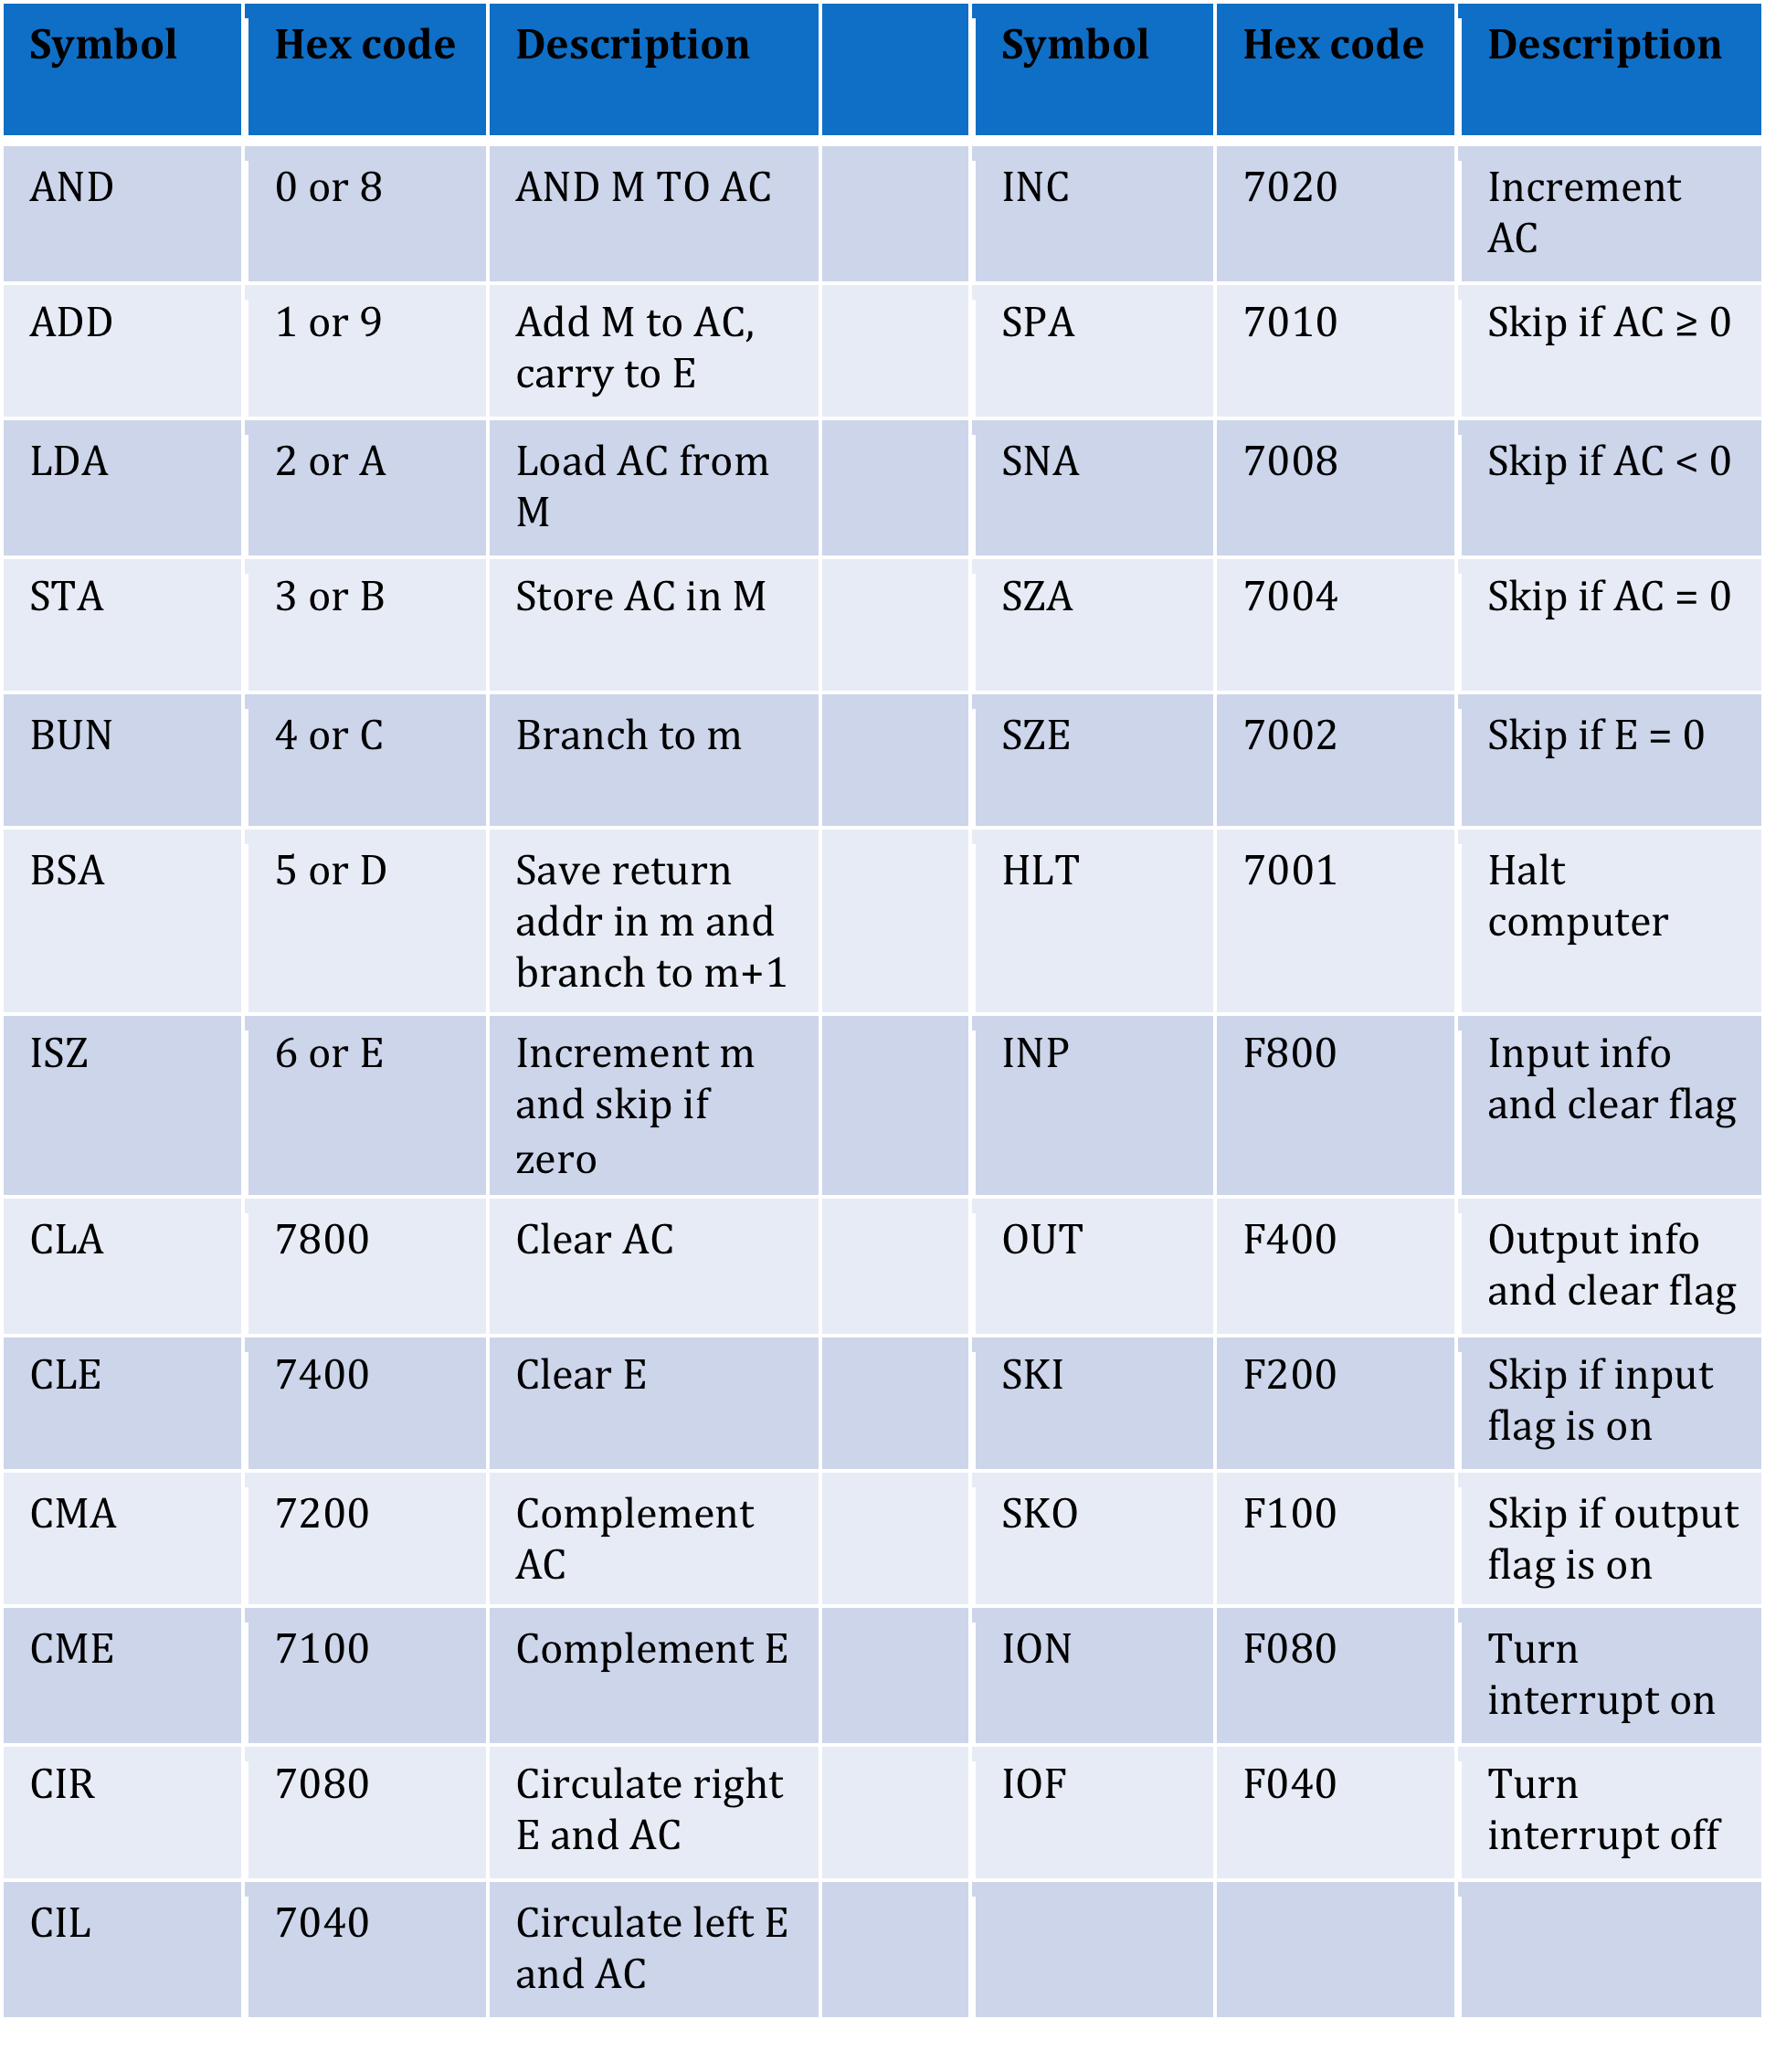 Symbol Hex code Description Symbol Hex code Description
AND 0 or 8 AND M TO AC INC 7020 Increment
AC
ADD 1 or 9 Add M to AC, SPA 7010 Skip if AC ≥ 0
carry to E
LDA 2 or A Load AC from SNA 7008 Skip if AC < 0
M
STA 3 or B Store AC in M SZA 7004 Skip if AC = 0
BUN 4 or C Branch to m SZE 7002 Skip if E = 0
BSA 5 or D Save return HLT 7001 Halt
addr in m and computer
branch to m+1
ISZ 6 or E Increment m INP F800 Input info
and skip if and clear flag
zero
CLA 7800 Clear AC OUT F400 Output info
and clear flag
CLE 7400 Clear E SKI F200 Skip if input
flag is on
CMA 7200 Complement SKO F100 Skip if output
AC flag is on
CME 7100 Complement E ION F080 Turn
interrupt on
CIR 7080 Circulate right IOF F040 Turn
E and AC interrupt off
CIL 7040 Circulate left E
and AC